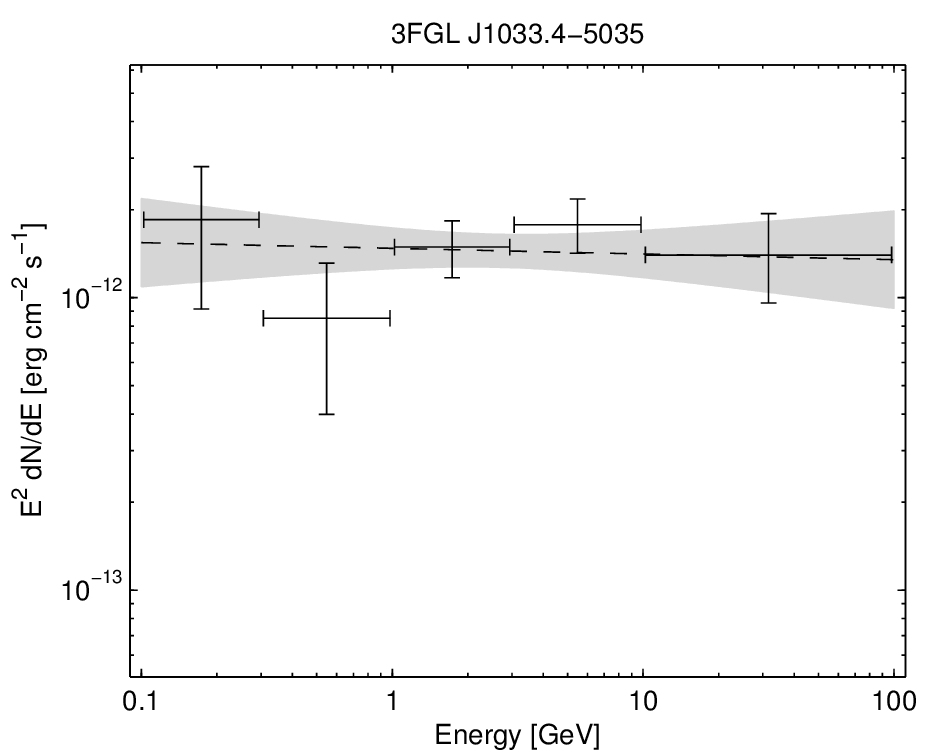 3FGL J1033.4−5035
E² dN/dE [erg cm⁻² s⁻¹]
10⁻¹²
10⁻¹³
0.1 1 10 100
Energy [GeV]